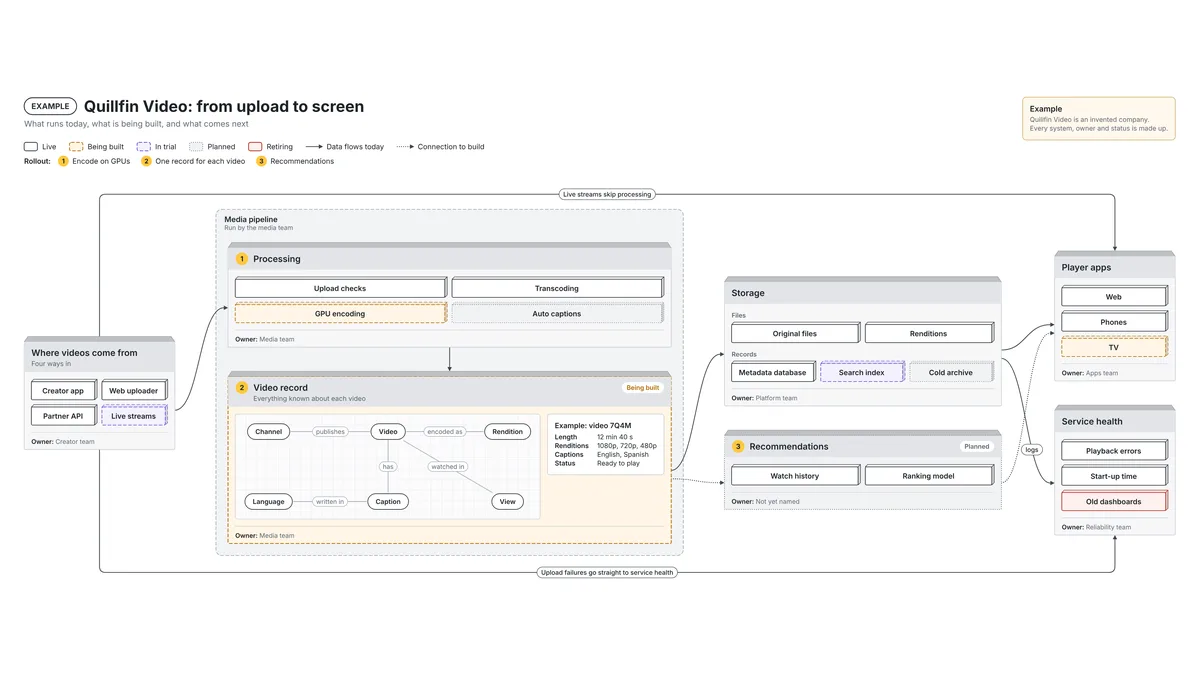 EXAMPLE Quillfin Video: from upload to screen
What runs today, what is being built, and what comes next
Live Being built In trial Planned Retiring Data flows today Connection to build
Rollout: 1 Encode on GPUs 2 One record for each video 3 Recommendations
Example
Quillfin Video is an invented company.
Every system, owner and status is made up.
Live streams skip processing
Where videos come from
Four ways in
Creator app Web uploader
Partner API Live streams
Owner: Creator team
Media pipeline
Run by the media team
1 Processing
Upload checks Transcoding
GPU encoding Auto captions
Owner: Media team
2 Video record Being built
Everything known about each video
Channel publishes Video encoded as Rendition
has watched in
Language written in Caption View
Example: video 7Q4M
Length 12 min 40 s
Renditions 1080p, 720p, 480p
Captions English, Spanish
Status Ready to play
Owner: Media team
Storage
Files
Original files Renditions
Records
Metadata database Search index Cold archive
Owner: Platform team
3 Recommendations Planned
Watch history Ranking model
Owner: Not yet named
logs
Player apps
Web
Phones
TV
Owner: Apps team
Service health
Playback errors
Start-up time
Old dashboards
Owner: Reliability team
Upload failures go straight to service health